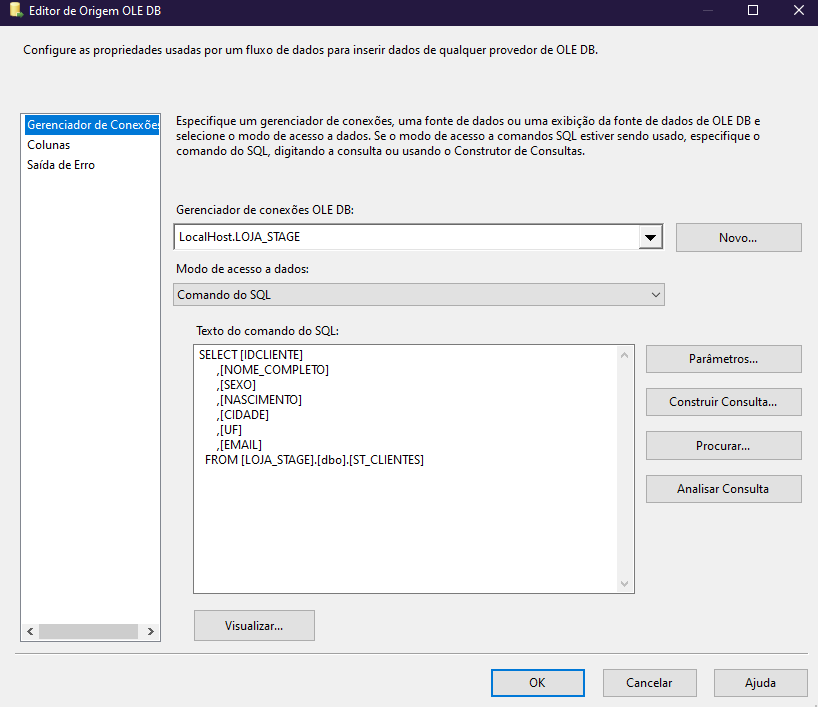 Editor de Origem OLE DB
Configure as propriedades usadas por um fluxo de dados para inserir dados de qualquer provedor de OLE DB.
Gerenciador de Conexões
Colunas
Saída de Erro
Especifique um gerenciador de conexões, uma fonte de dados ou uma exibição da fonte de dados de OLE DB e
selecione o modo de acesso a dados. Se o modo de acesso a comandos SQL estiver sendo usado, especifique o
comando do SQL, digitando a consulta ou usando o Construtor de Consultas.
Gerenciador de conexões OLE DB:
LocalHost.LOJA_STAGE
Novo...
Modo de acesso a dados:
Comando do SQL
Texto do comando do SQL:
SELECT [IDCLIENTE]
,[NOME_COMPLETO]
,[SEXO]
,[NASCIMENTO]
,[CIDADE]
,[UF]
,[EMAIL]
FROM [LOJA_STAGE].[dbo].[ST_CLIENTES]
Parâmetros...
Construir Consulta...
Procurar...
Analisar Consulta
Visualizar...
OK
Cancelar
Ajuda